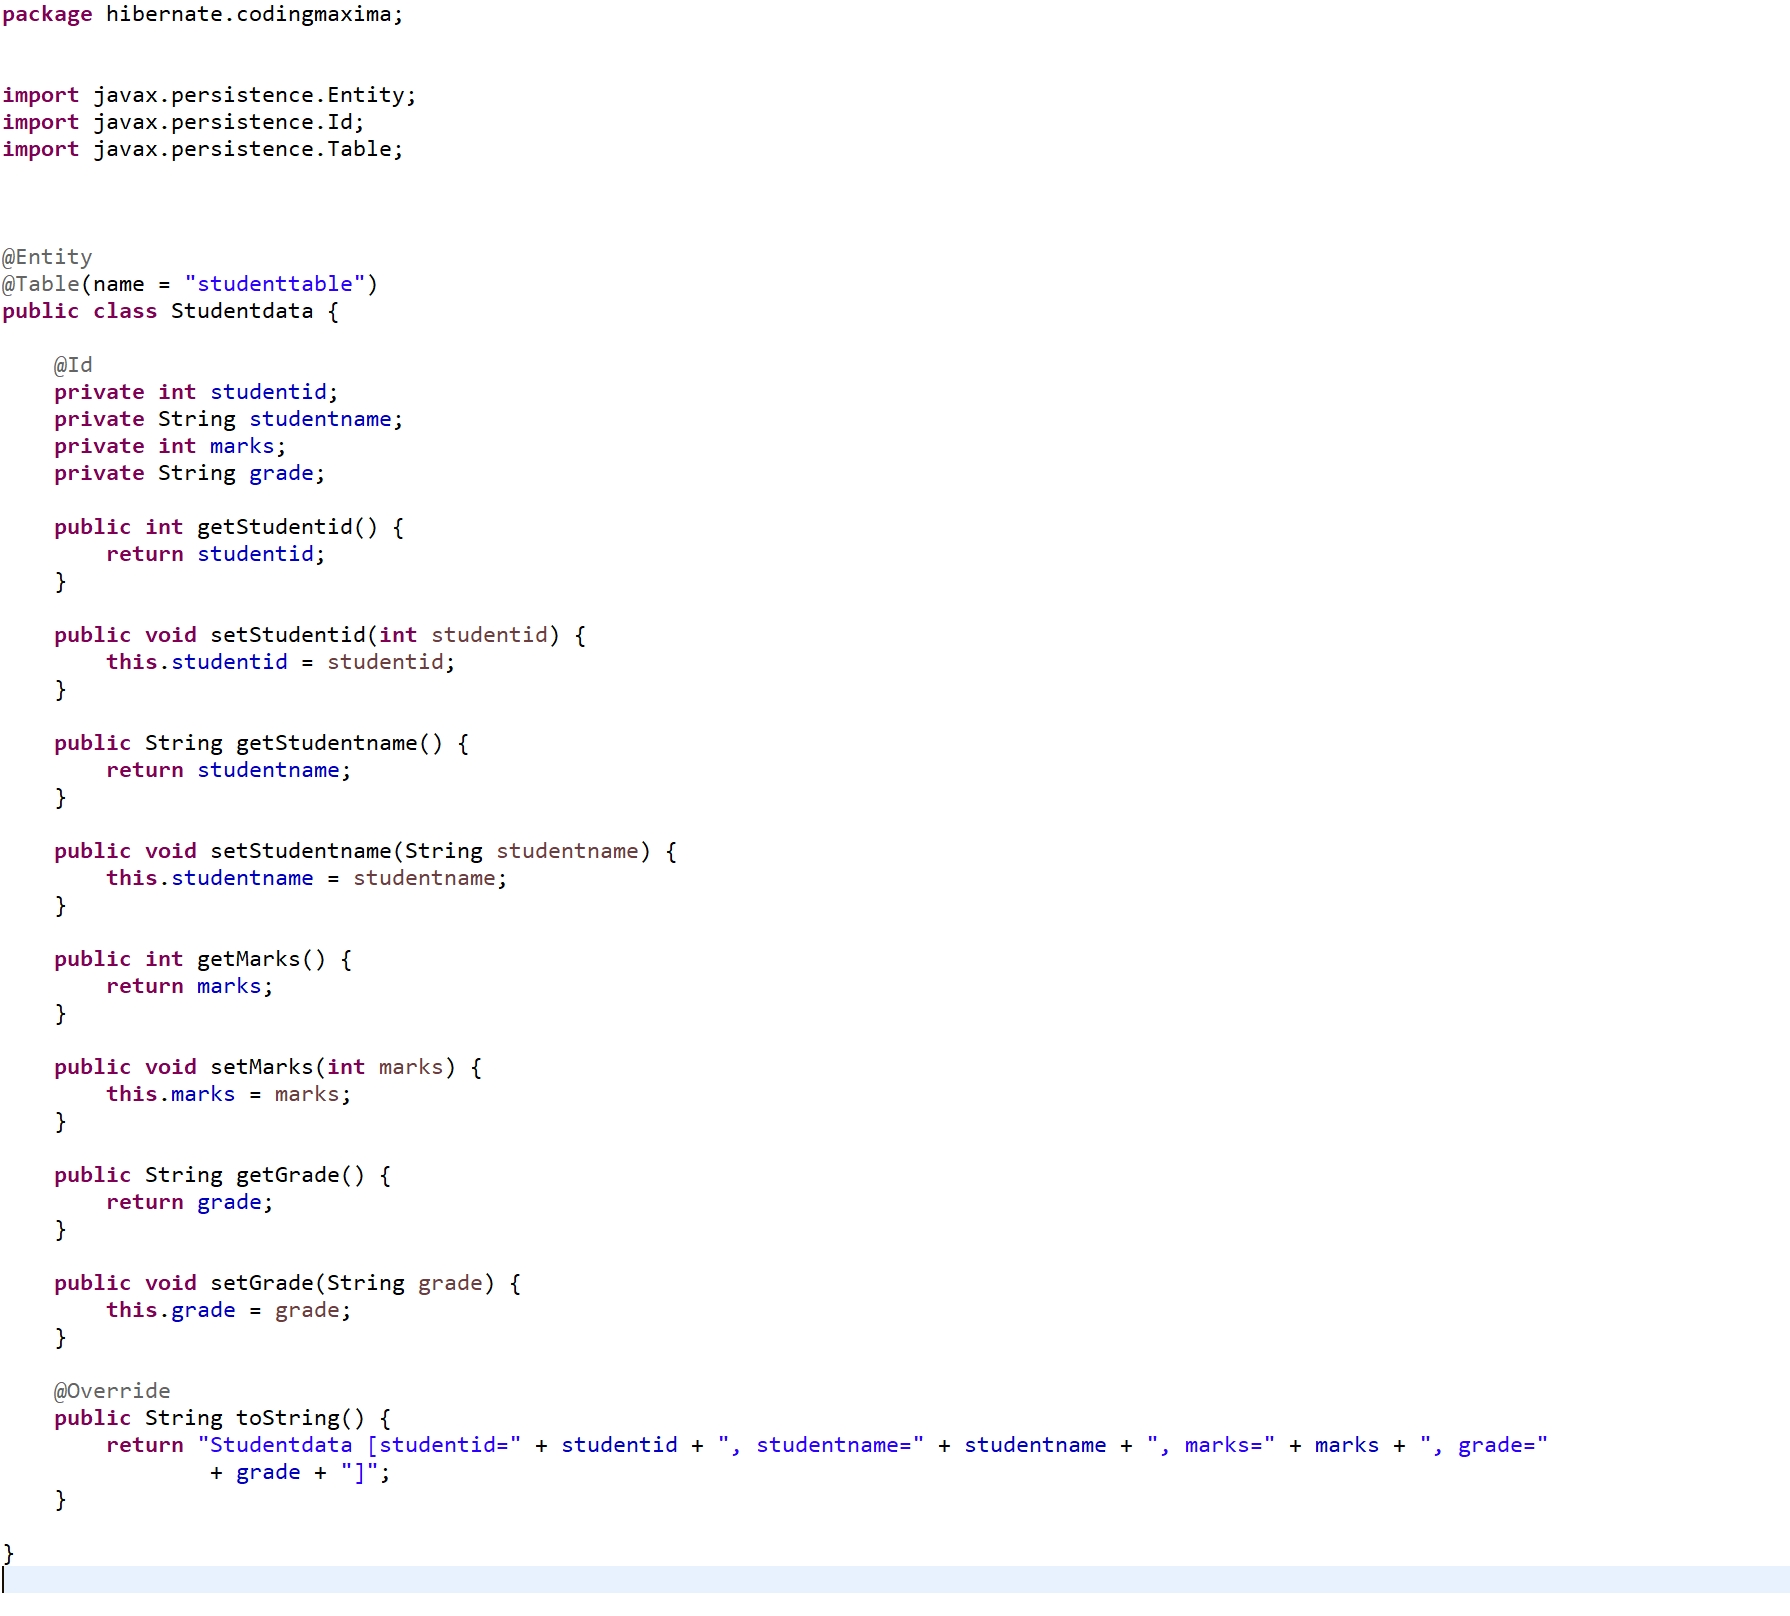 package hibernate.codingmaxima;
import javax.persistence.Entity;
import javax.persistence.Id;
import javax.persistence.Table;
@Entity
@Table(name = "studenttable")
public class Studentdata {
    @Id
    private int studentid;
    private String studentname;
    private int marks;
    private String grade;
    public int getStudentid() {
        return studentid;
    }
    public void setStudentid(int studentid) {
        this.studentid = studentid;
    }
    public String getStudentname() {
        return studentname;
    }
    public void setStudentname(String studentname) {
        this.studentname = studentname;
    }
    public int getMarks() {
        return marks;
    }
    public void setMarks(int marks) {
        this.marks = marks;
    }
    public String getGrade() {
        return grade;
    }
    public void setGrade(String grade) {
        this.grade = grade;
    }
    @Override
    public String toString() {
        return "Studentdata [studentid=" + studentid + ", studentname=" + studentname + ", marks=" + marks + ", grade="
                + grade + "]";
    }
}